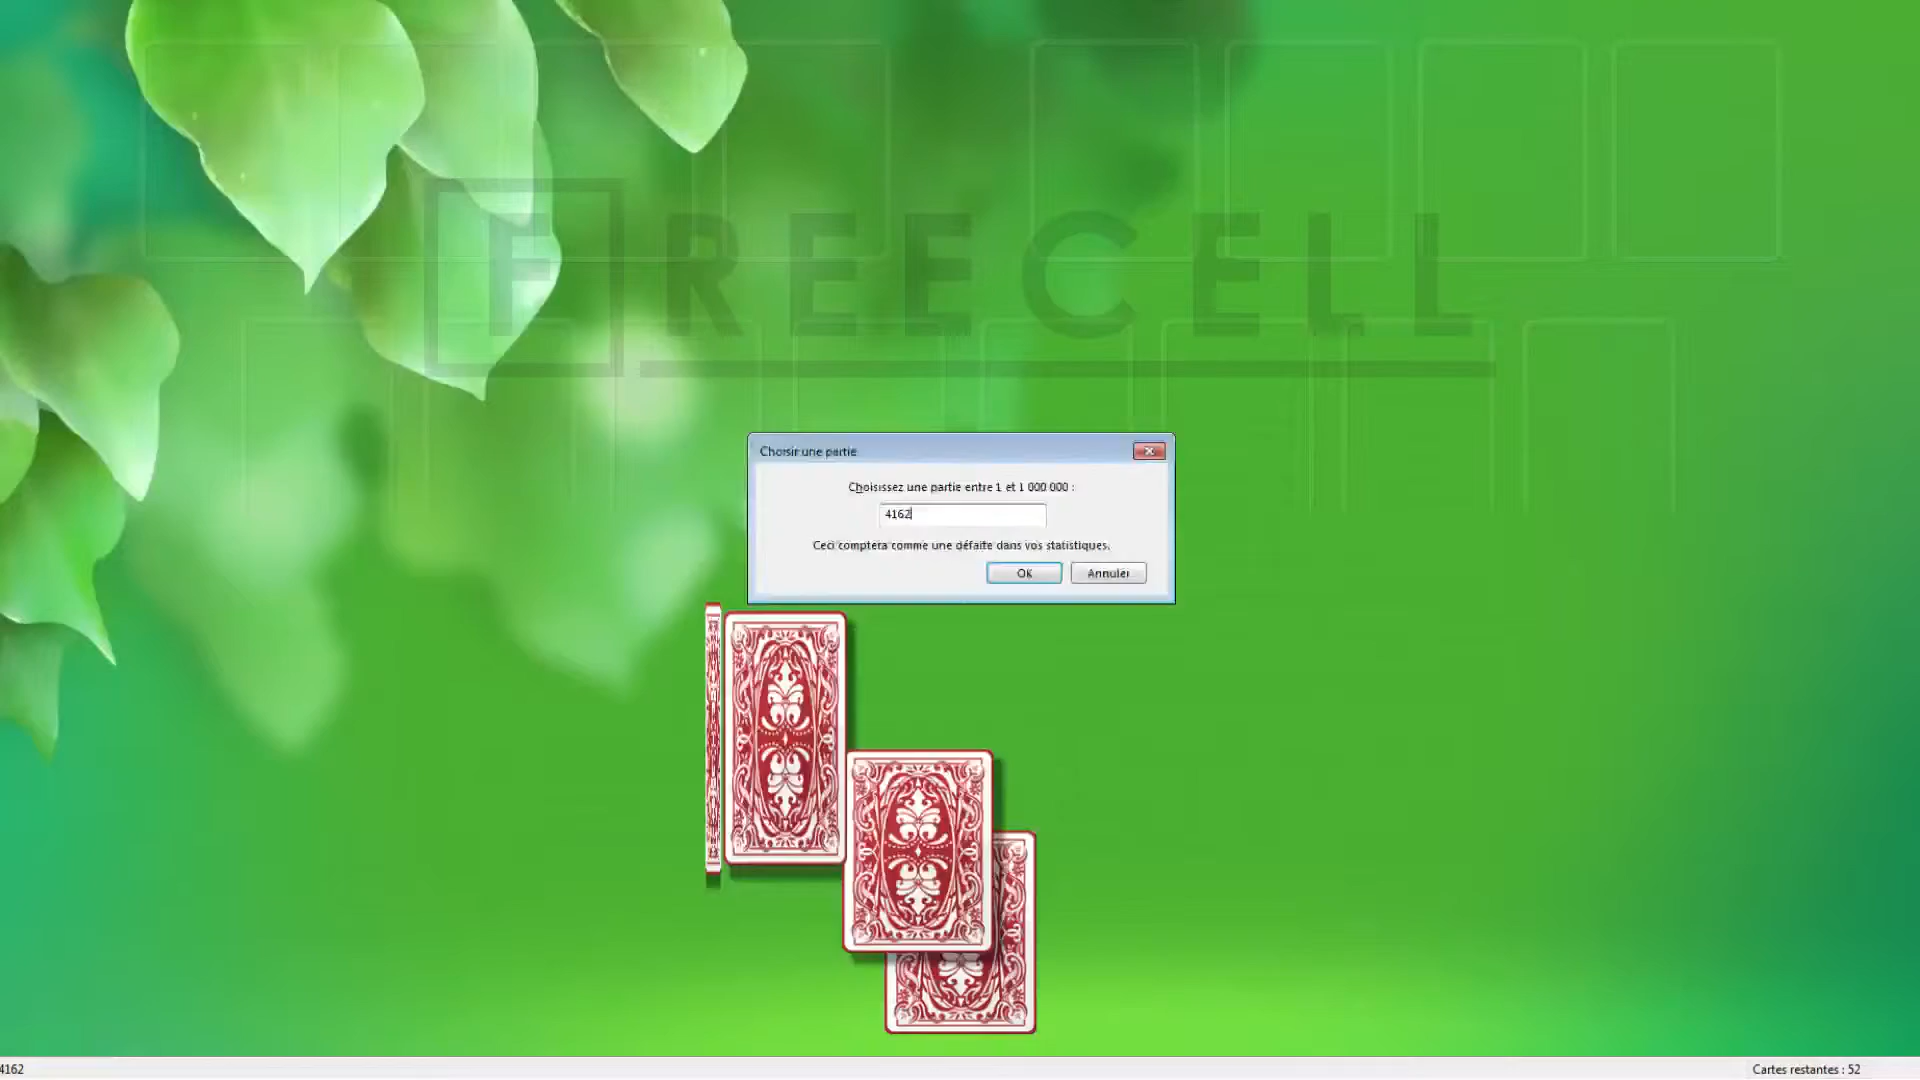 FREECELL
Choisir une partie
Choisissez une partie entre 1 et 1 000 000 :
4162
Ceci comptera comme une défaite dans vos statistiques.
OK
Annuler
4162
Cartes restantes : 52